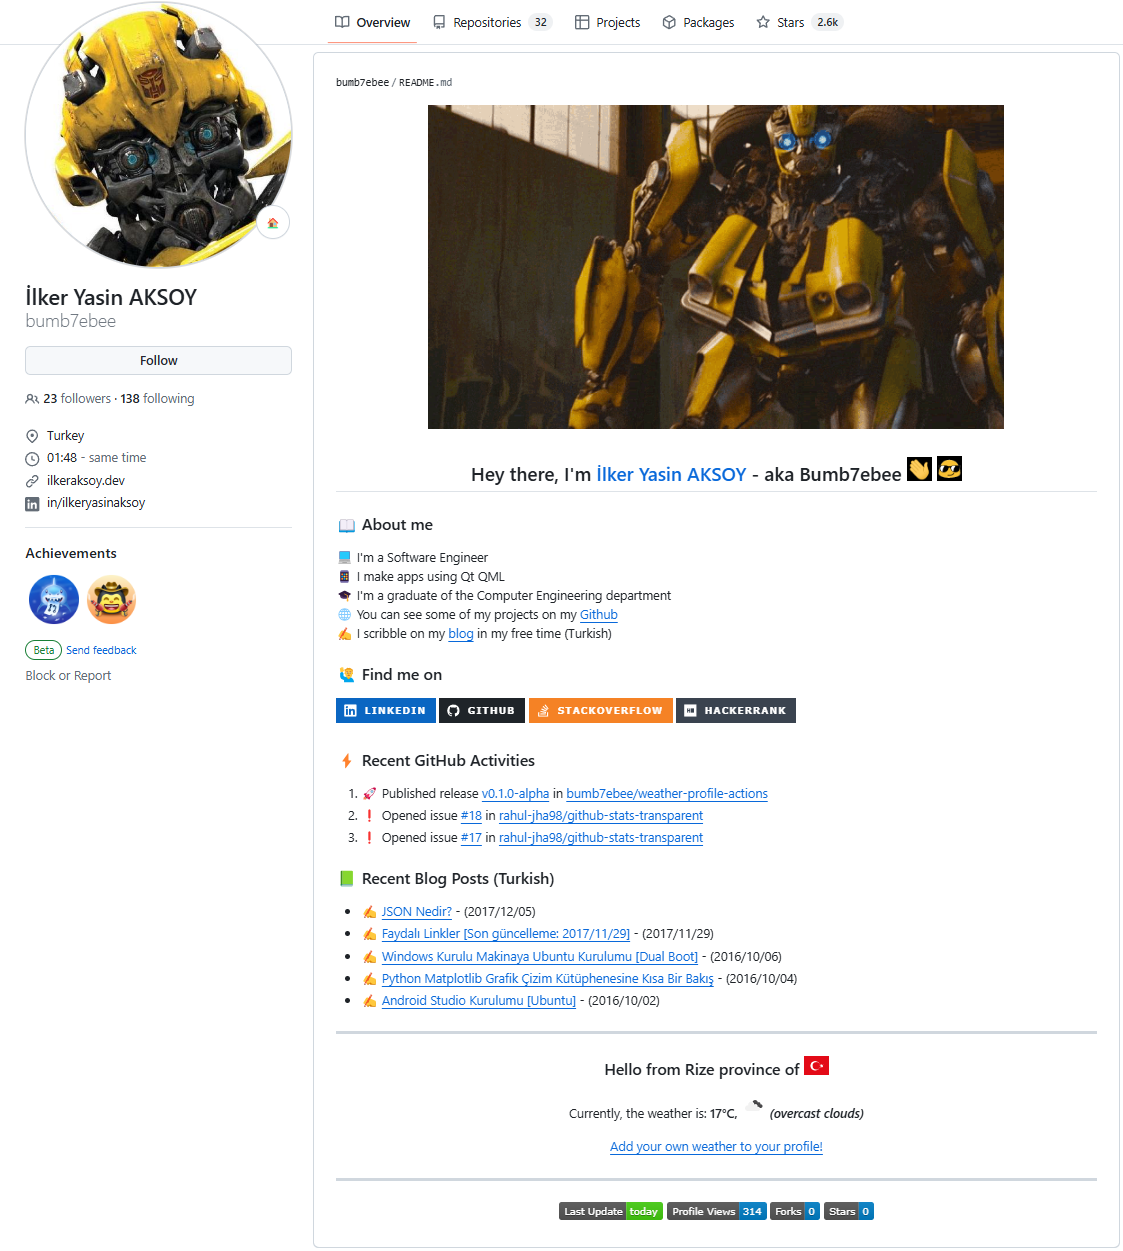 Overview Repositories 32 Projects Packages Stars 2.6k
İlker Yasin AKSOY
bumb7ebee
Follow
23 followers · 138 following
Turkey
01:48 - same time
ilkeraksoy.dev
in/ilkeryasinaksoy
Achievements
Beta Send feedback
Block or Report
bumb7ebee / README.md
Hey there, I'm İlker Yasin AKSOY - aka Bumb7ebee
About me
I'm a Software Engineer
I make apps using Qt QML
I'm a graduate of the Computer Engineering department
You can see some of my projects on my Github
I scribble on my blog in my free time (Turkish)
Find me on
LINKEDIN GITHUB STACKOVERFLOW HACKERRANK
Recent GitHub Activities
1. Published release v0.1.0-alpha in bumb7ebee/weather-profile-actions
2. Opened issue #18 in rahul-jha98/github-stats-transparent
3. Opened issue #17 in rahul-jha98/github-stats-transparent
Recent Blog Posts (Turkish)
JSON Nedir? - (2017/12/05)
Faydalı Linkler [Son güncelleme: 2017/11/29] - (2017/11/29)
Windows Kurulu Makinaya Ubuntu Kurulumu [Dual Boot] - (2016/10/06)
Python Matplotlib Grafik Çizim Kütüphenesine Kısa Bir Bakış - (2016/10/04)
Android Studio Kurulumu [Ubuntu] - (2016/10/02)
Hello from Rize province of
Currently, the weather is: 17°C, (overcast clouds)
Add your own weather to your profile!
Last Update today Profile Views 314 Forks 0 Stars 0